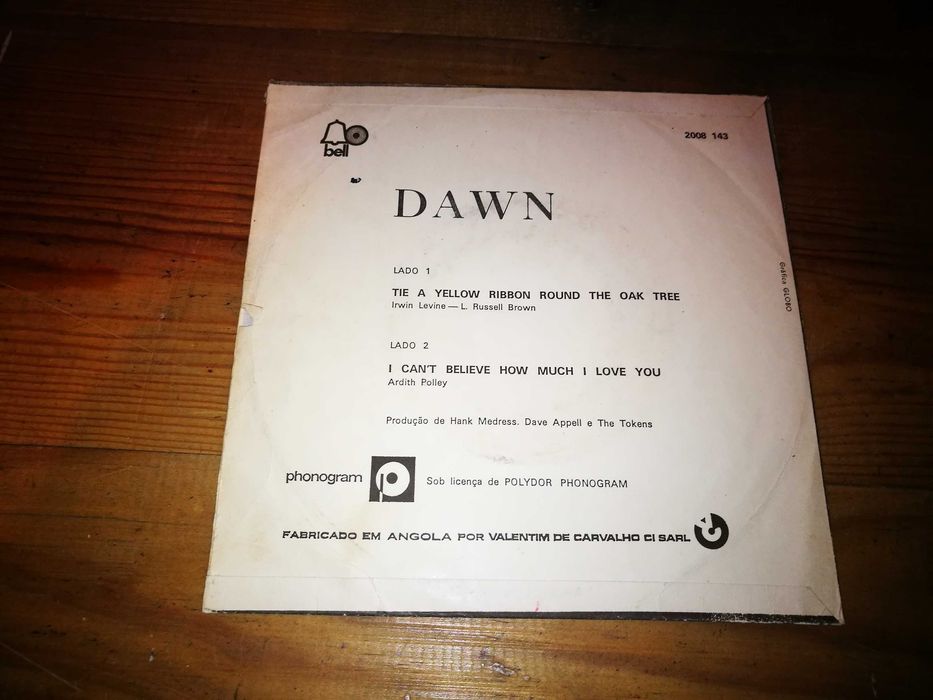 bell
2008 143
DAWN
LADO 1
TIE A YELLOW RIBBON ROUND THE OAK TREE
Irwin Levine — L. Russell Brown
LADO 2
I CAN'T BELIEVE HOW MUCH I LOVE YOU
Ardith Polley
Produção de Hank Medress. Dave Appell e The Tokens
phonogram
Sob licença de POLYDOR PHONOGRAM
FABRICADO EM ANGOLA POR VALENTIM DE CARVALHO CI SARL
Gráfica GLOBO